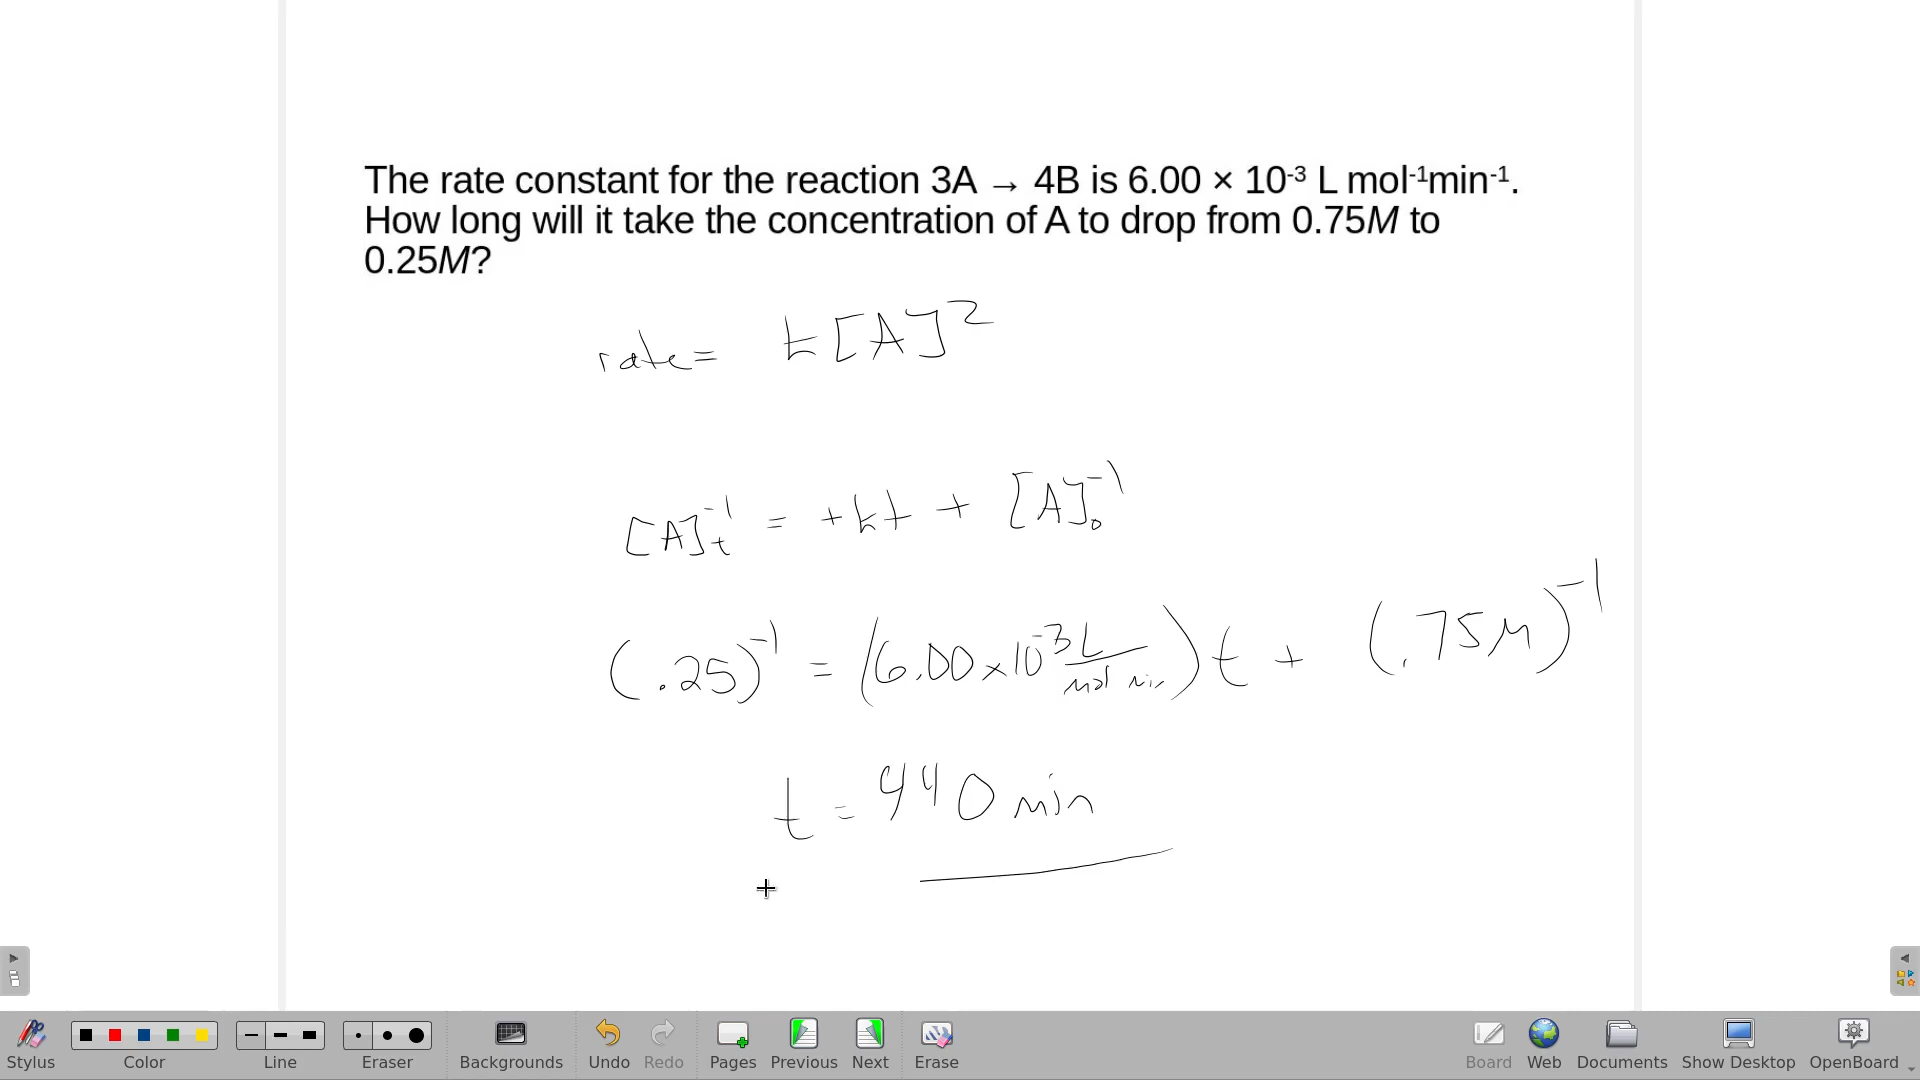 The rate constant for the reaction 3A → 4B is 6.00 × 10⁻³ L mol⁻¹min⁻¹.
How long will it take the concentration of A to drop from 0.75M to
0.25M?
rate = k[A]²
[A]ₜ⁻¹ = +kt + [A]₀⁻¹
(.25)⁻¹ = (6.00×10⁻³ L/mol min) t + (.75M)⁻¹
t = 440 min
Stylus Color Line Eraser Backgrounds Undo Redo Pages Previous Next Erase Board Web Documents Show Desktop OpenBoard